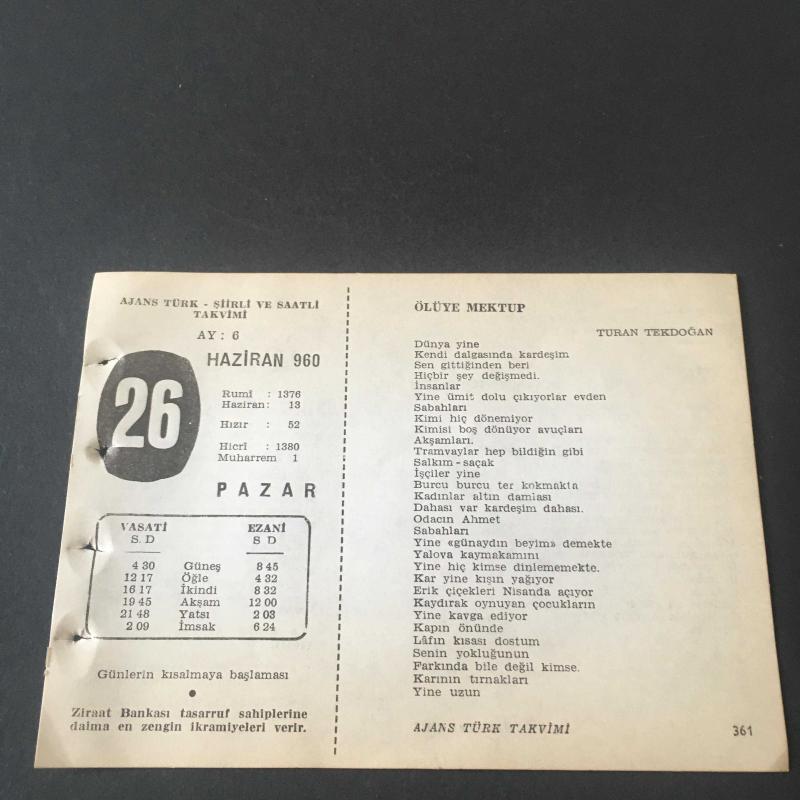 AJANS TÜRK - ŞİİRLİ VE SAATLİ
TAKVİMİ
AY : 6
HAZİRAN 960
26
Rumî : 1376
Haziran: 13
Hızır : 52
Hicrî : 1380
Muharrem 1
PAZAR
VASATİ EZANİ
S. D S D
4 30 Güneş 8 45
12 17 Öğle 4 32
16 17 İkindi 8 32
19 45 Akşam 12 00
21 48 Yatsı 2 03
2 09 İmsak 6 24
Günlerin kısalmaya başlaması
Ziraat Bankası tasarruf sahiplerine
daima en zengin ikramiyeleri verir.
ÖLÜYE MEKTUP
TURAN TEKDOĞAN
Dünya yine
Kendi dalgasında kardeşim
Sen gittiğinden beri
Hiçbir şey değişmedi.
İnsanlar
Yine ümit dolu çıkıyorlar evden
Sabahları
Kimi hiç dönemiyor
Kimisi boş dönüyor avuçları
Akşamları.
Tramvaylar hep bildiğin gibi
Salkım - saçak
İşçiler yine
Burcu burcu ter kokmakta
Kadınlar altın damlası
Dahası var kardeşim dahası.
Odacın Ahmet
Sabahları
Yine «günaydın beyim» demekte
Yalova kaymakamını
Yine hiç kimse dinlememekte.
Kar yine kışın yağıyor
Erik çiçekleri Nisanda açıyor
Kaydırak oynuyan çocukların
Yine kavga ediyor
Kapın önünde
Lâfın kısası dostum
Senin yokluğunun
Farkında bile değil kimse.
Karının tırnakları
Yine uzun
AJANS TÜRK TAKVİMİ
361